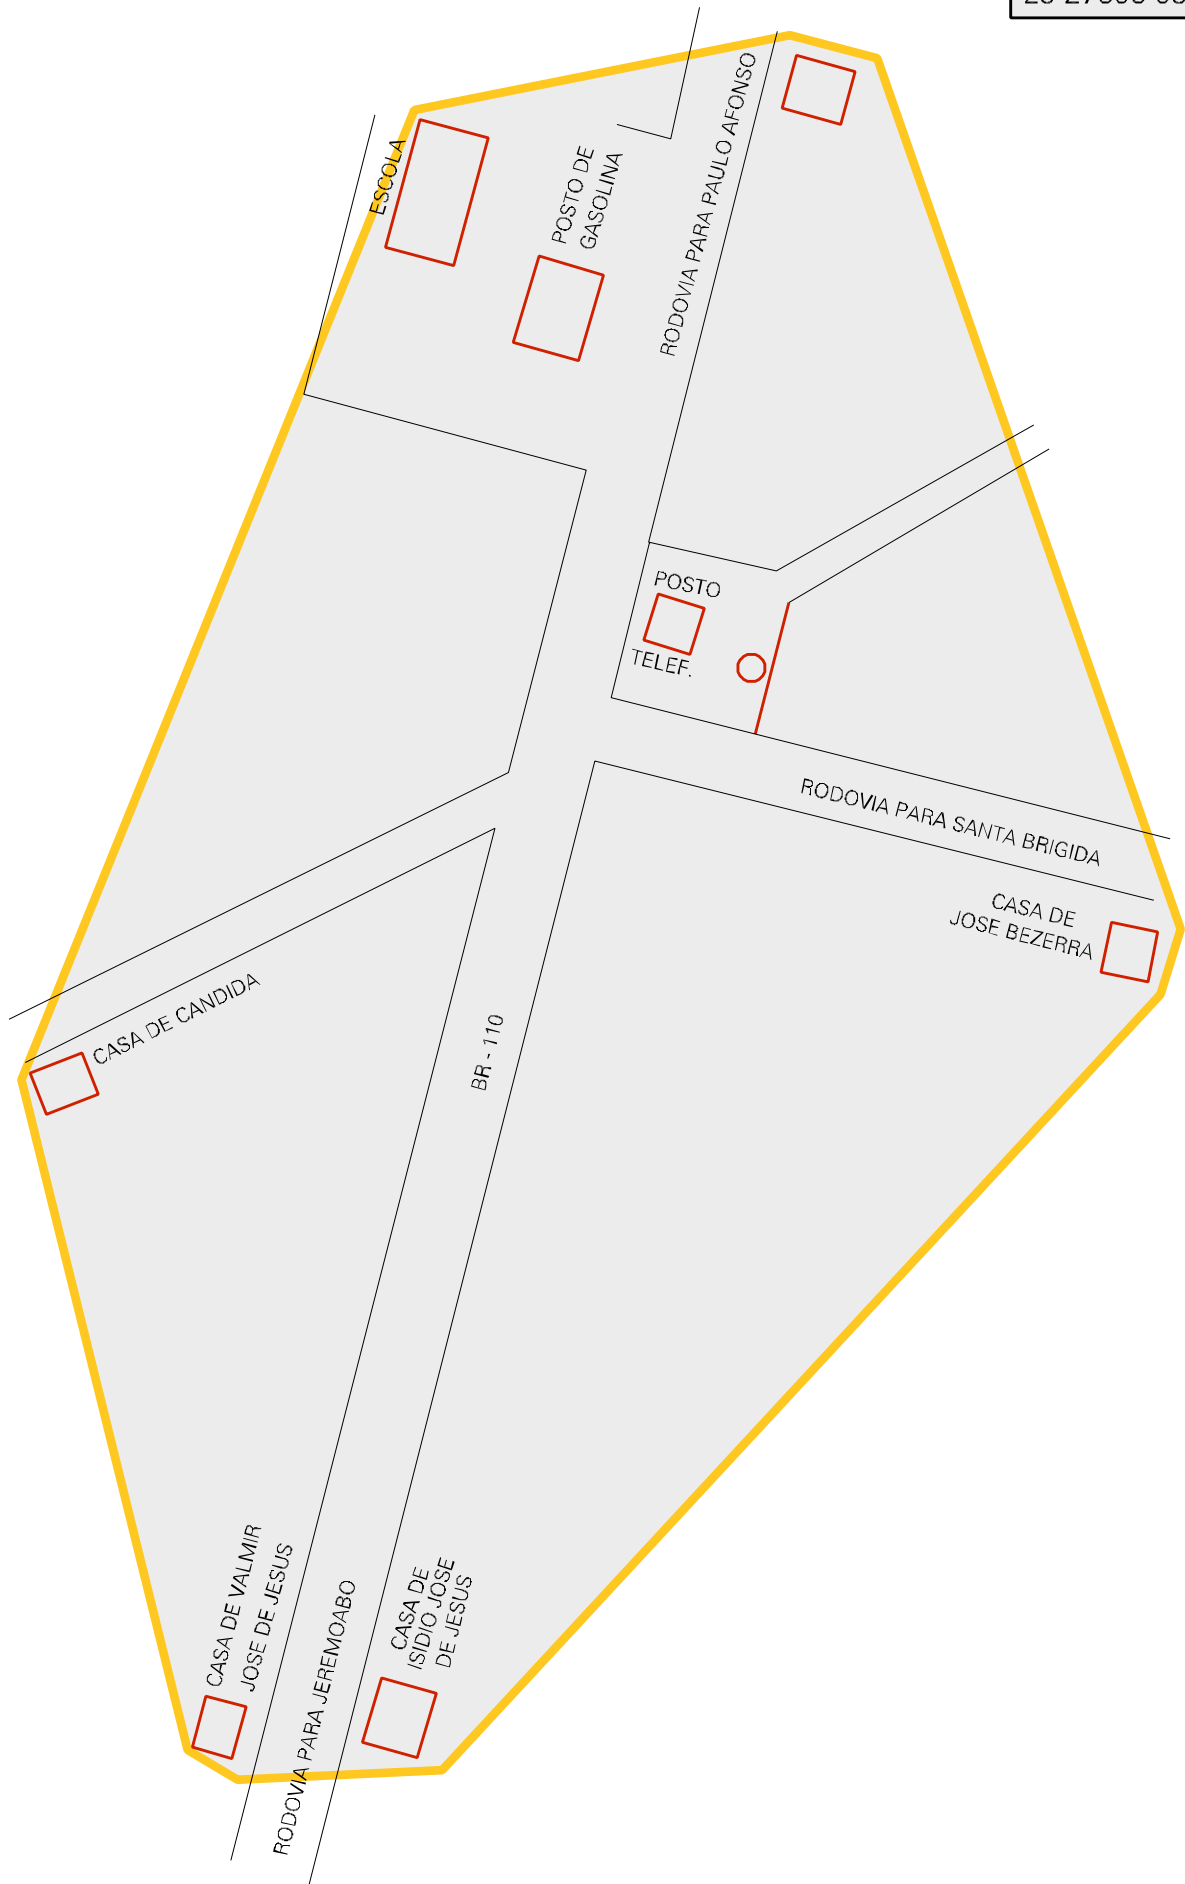 ESCOLA
POSTO DE
GASOLINA
RODOVIA PARA PAULO AFONSO
POSTO
TELEF.
RODOVIA PARA SANTA BRIGIDA
CASA DE
JOSE BEZERRA
CASA DE CANDIDA
BR - 110
CASA DE VALMIR
JOSE DE JESUS
RODOVIA PARA JEREMOABO
CASA DE
ISIDIO JOSE
DE JESUS